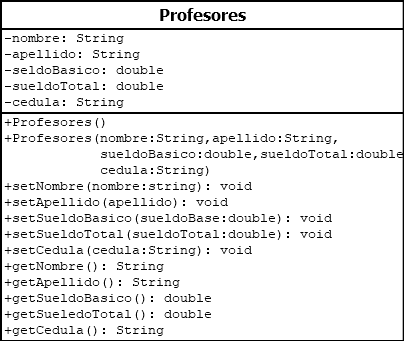 Profesores
-nombre: String
-apellido: String
-seldoBasico: double
-sueldoTotal: double
-cedula: String
+Profesores()
+Profesores(nombre:String,apellido:String,
sueldoBasico:double,sueldoTotal:double
cedula:String)
+setNombre(nombre:string): void
+setApellido(apellido): void
+setSueldoBasico(sueldoBase:double): void
+setSueldoTotal(sueldoTotal:double): void
+setCedula(cedula:String): void
+getNombre(): String
+getApellido(): String
+getSueldoBasico(): double
+getSueledoTotal(): double
+getCedula(): String